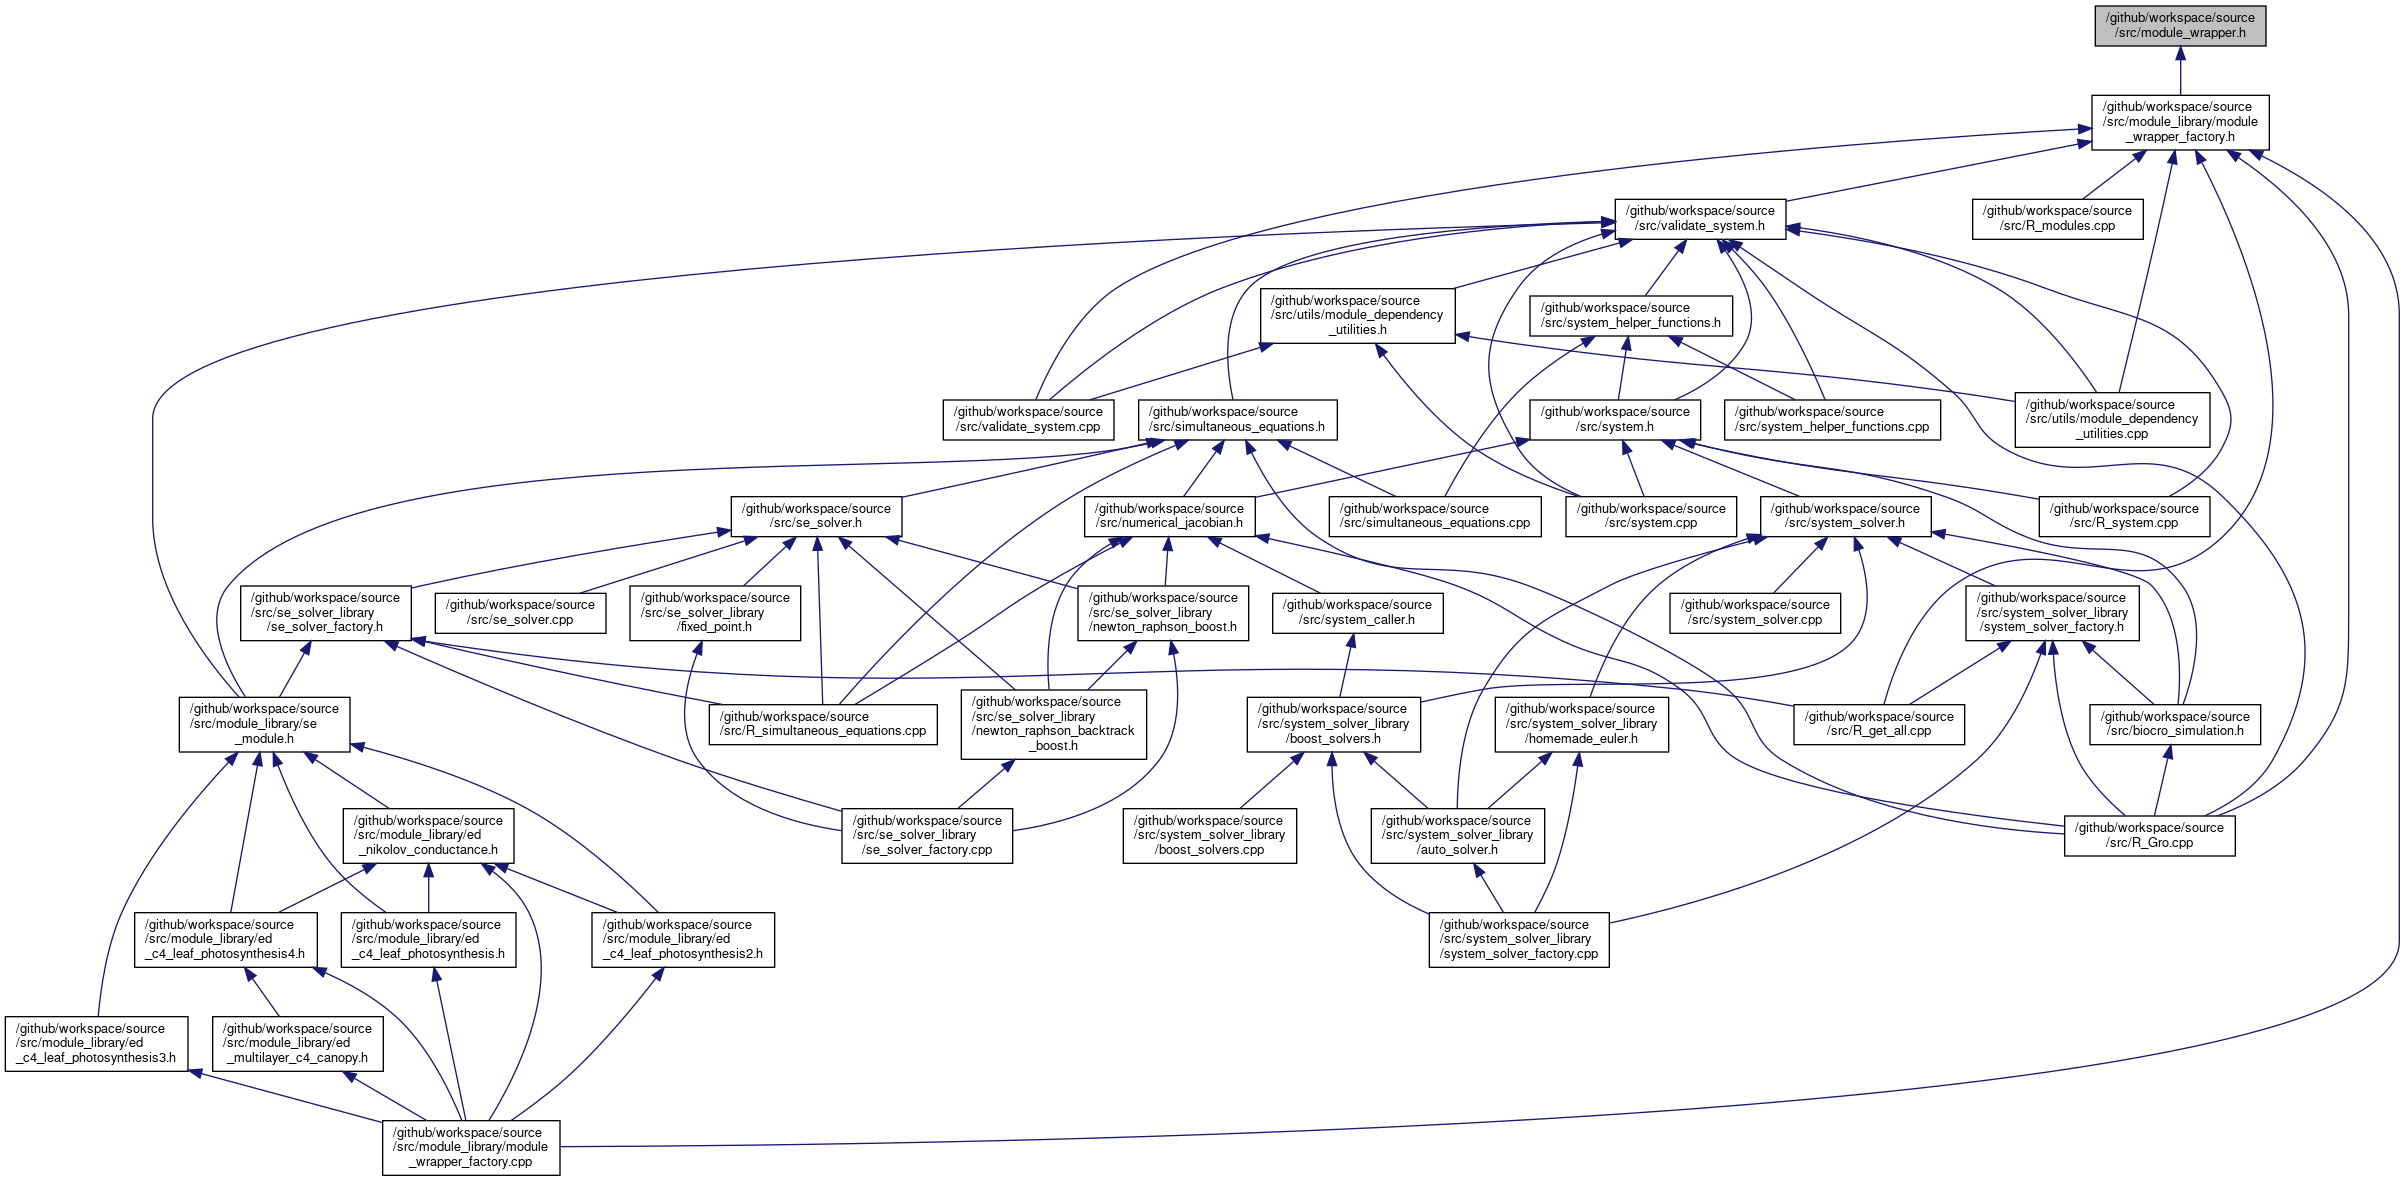 /github/workspace/source
/src/module_wrapper.h
/github/workspace/source
/src/module_library/module
_wrapper_factory.h
/github/workspace/source
/src/validate_system.h
/github/workspace/source
/src/R_modules.cpp
/github/workspace/source
/src/utils/module_dependency
_utilities.h
/github/workspace/source
/src/system_helper_functions.h
/github/workspace/source
/src/validate_system.cpp
/github/workspace/source
/src/simultaneous_equations.h
/github/workspace/source
/src/system.h
/github/workspace/source
/src/system_helper_functions.cpp
/github/workspace/source
/src/utils/module_dependency
_utilities.cpp
/github/workspace/source
/src/se_solver.h
/github/workspace/source
/src/numerical_jacobian.h
/github/workspace/source
/src/simultaneous_equations.cpp
/github/workspace/source
/src/system.cpp
/github/workspace/source
/src/system_solver.h
/github/workspace/source
/src/R_system.cpp
/github/workspace/source
/src/se_solver_library
/se_solver_factory.h
/github/workspace/source
/src/se_solver.cpp
/github/workspace/source
/src/se_solver_library
/fixed_point.h
/github/workspace/source
/src/se_solver_library
/newton_raphson_boost.h
/github/workspace/source
/src/system_caller.h
/github/workspace/source
/src/system_solver.cpp
/github/workspace/source
/src/system_solver_library
/system_solver_factory.h
/github/workspace/source
/src/module_library/se
_module.h
/github/workspace/source
/src/R_simultaneous_equations.cpp
/github/workspace/source
/src/se_solver_library
/newton_raphson_backtrack
_boost.h
/github/workspace/source
/src/system_solver_library
/boost_solvers.h
/github/workspace/source
/src/system_solver_library
/homemade_euler.h
/github/workspace/source
/src/R_get_all.cpp
/github/workspace/source
/src/biocro_simulation.h
/github/workspace/source
/src/module_library/ed
_nikolov_conductance.h
/github/workspace/source
/src/se_solver_library
/se_solver_factory.cpp
/github/workspace/source
/src/system_solver_library
/boost_solvers.cpp
/github/workspace/source
/src/system_solver_library
/auto_solver.h
/github/workspace/source
/src/R_Gro.cpp
/github/workspace/source
/src/module_library/ed
_c4_leaf_photosynthesis4.h
/github/workspace/source
/src/module_library/ed
_c4_leaf_photosynthesis.h
/github/workspace/source
/src/module_library/ed
_c4_leaf_photosynthesis2.h
/github/workspace/source
/src/system_solver_library
/system_solver_factory.cpp
/github/workspace/source
/src/module_library/ed
_c4_leaf_photosynthesis3.h
/github/workspace/source
/src/module_library/ed
_multilayer_c4_canopy.h
/github/workspace/source
/src/module_library/module
_wrapper_factory.cpp